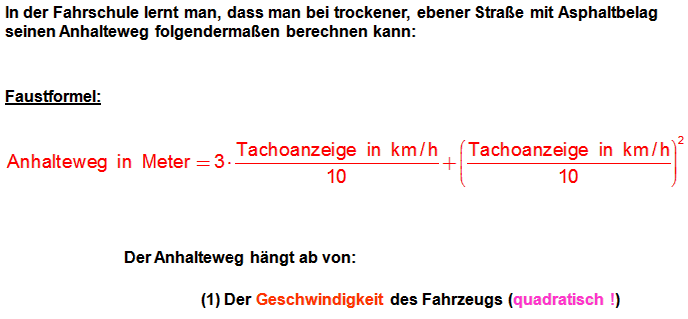 In der Fahrschule lernt man, dass man bei trockener, ebener Straße mit Asphaltbelag
seinen Anhalteweg folgendermaßen berechnen kann:
Faustformel:
Anhalteweg in Meter = 3 · Tachoanzeige in km/h / 10 + (Tachoanzeige in km/h / 10)²
Der Anhalteweg hängt ab von:
(1) Der Geschwindigkeit des Fahrzeugs (quadratisch !)